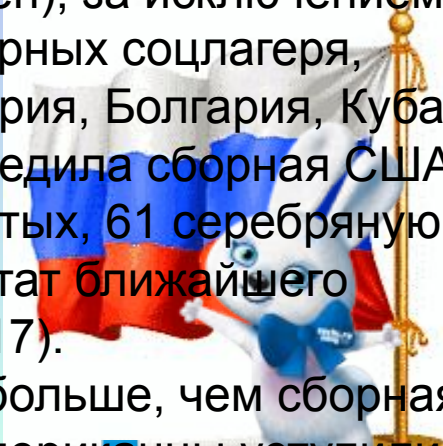 рных соцлагеря,
рия, Болгария, Куба
едила сборная США
тых, 61 серебряную
тат ближайшего
7).
больше, чем сборная